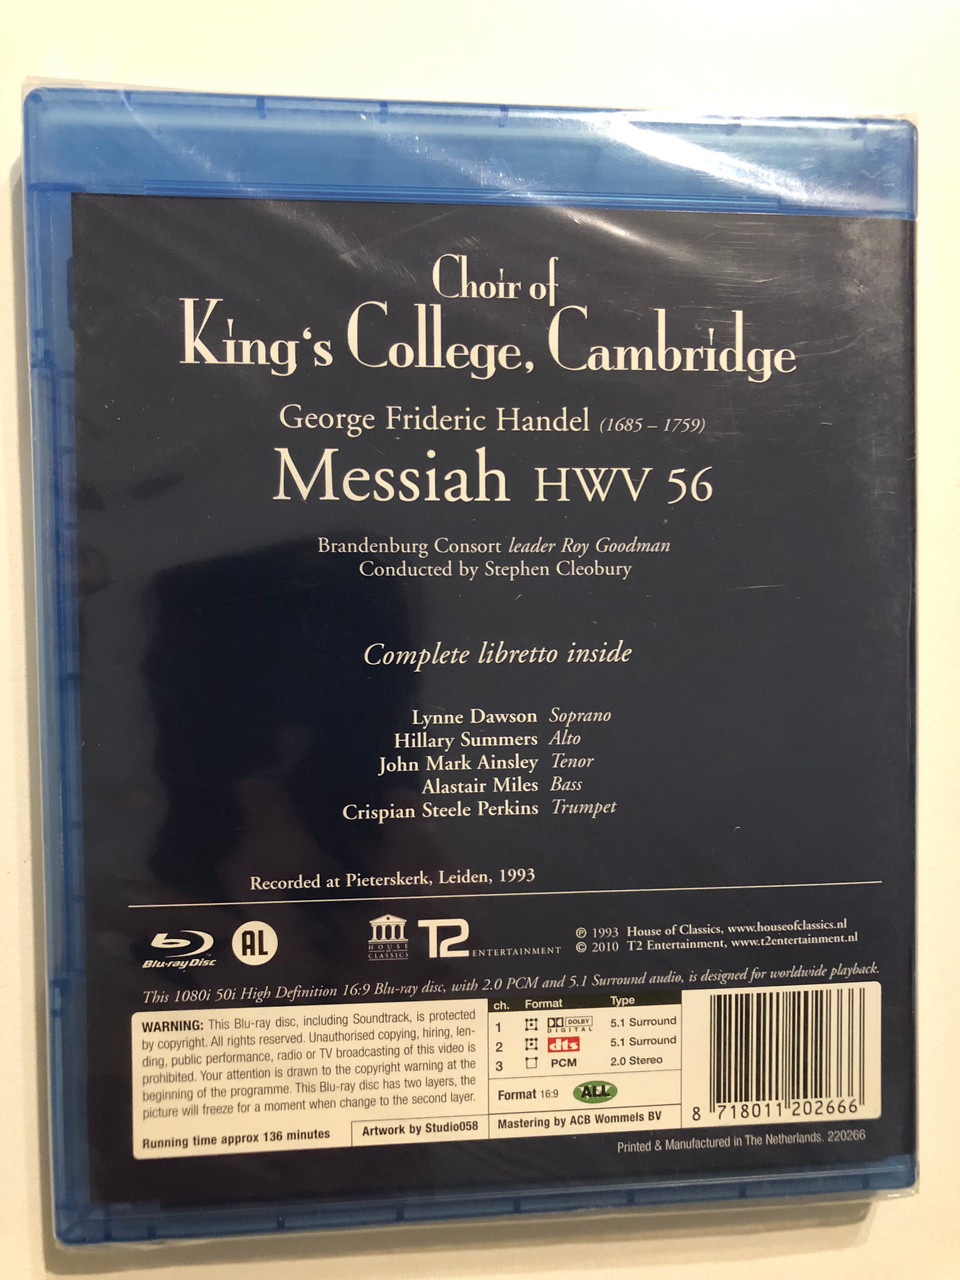 Choir of
King‘s College, Cambridge
George Frideric Handel (1685 – 1759)
Messiah HWV 56
Brandenburg Consort leader Roy Goodman
Conducted by Stephen Cleobury
Complete libretto inside
Lynne Dawson Soprano
Hillary Summers Alto
John Mark Ainsley Tenor
Alastair Miles Bass
Crispian Steele Perkins Trumpet
Recorded at Pieterskerk, Leiden, 1993
Blu-ray Disc
AL
HOUSE
OF
CLASSICS
T2 ENTERTAINMENT
℗ 1993 House of Classics, www.houseofclassics.nl
© 2010 T2 Entertainment, www.t2entertainment.nl
This 1080i 50i High Definition 16:9 Blu-ray disc, with 2.0 PCM and 5.1 Surround audio, is designed for worldwide playback.
WARNING: This Blu-ray disc, including Soundtrack, is protected
by copyright. All rights reserved. Unauthorised copying, hiring, len-
ding, public performance, radio or TV broadcasting of this video is
prohibited. Your attention is drawn to the copyright warning at the
beginning of the programme. This Blu-ray disc has two layers, the
picture will freeze for a moment when change to the second layer.
Running time approx 136 minutes
Artwork by Studio058
ch. Format Type
1 DOLBY DIGITAL 5.1 Surround
2 dts 5.1 Surround
3 PCM 2.0 Stereo
Format 16:9 ALL
Mastering by ACB Wommels BV
8 718011 202666
Printed & Manufactured in The Netherlands. 220266